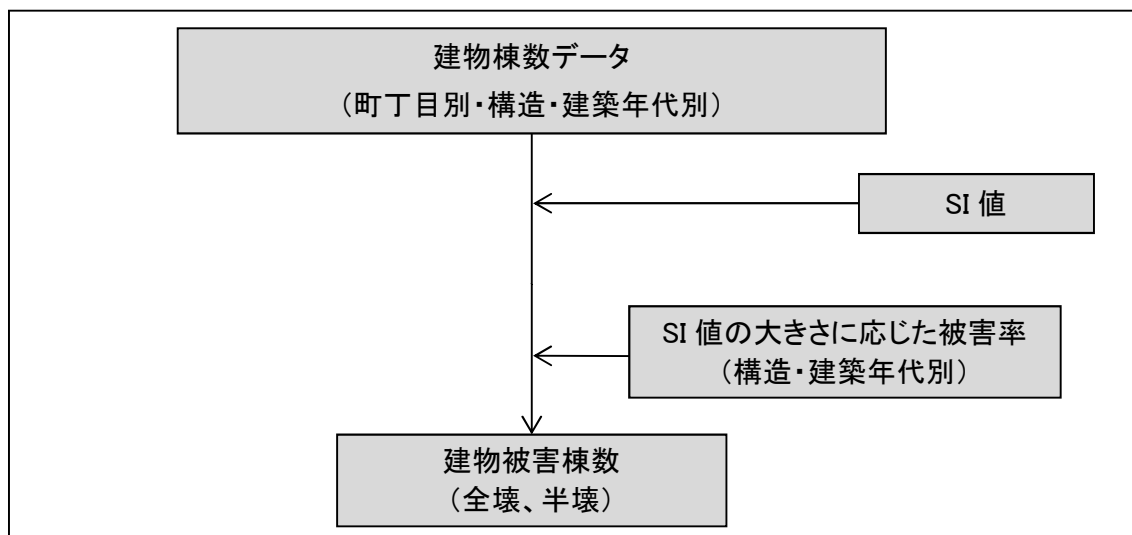 建物棟数データ
（町丁目別・構造・建築年代別）
SI 値
SI 値の大きさに応じた被害率
（構造・建築年代別）
建物被害棟数
（全壊、半壊）